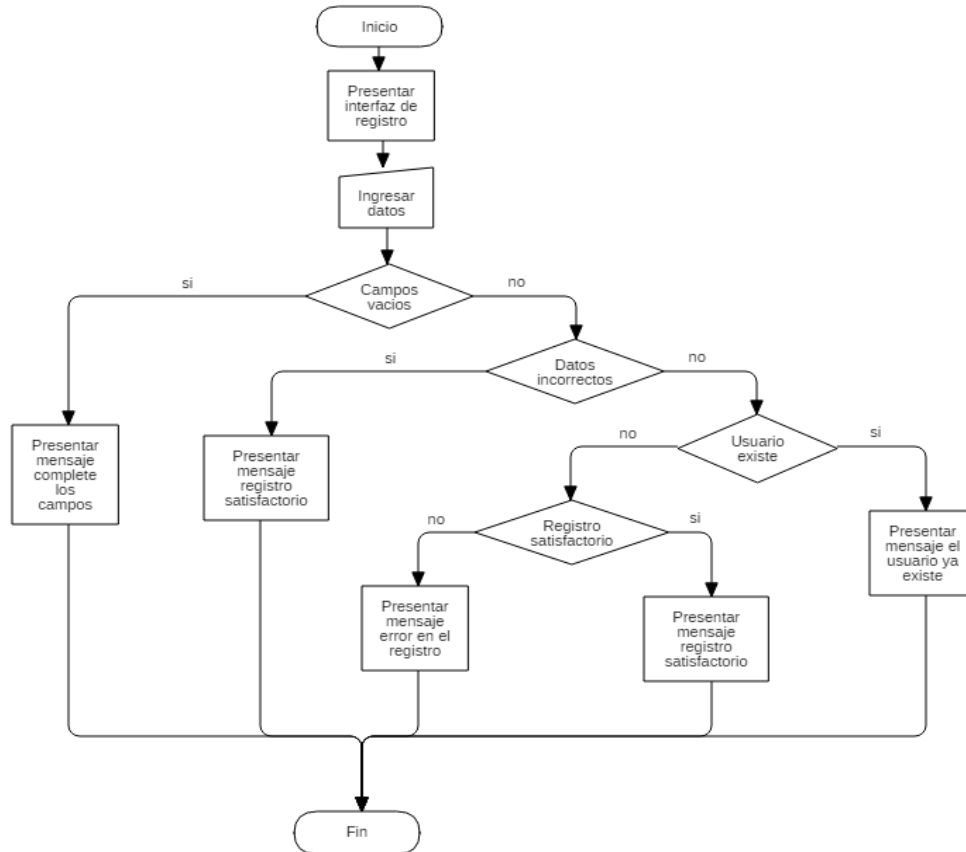 Inicio
Presentar
interfaz de
registro
Ingresar
datos
si
Campos
vacios
no
si
Datos
incorrectos
no
Presentar
mensaje
complete
los
campos
Presentar
mensaje
registro
satisfactorio
no
Usuario
existe
si
no
Registro
satisfactorio
si
Presentar
mensaje el
usuario ya
existe
Presentar
mensaje
error en el
registro
Presentar
mensaje
registro
satisfactorio
Fin